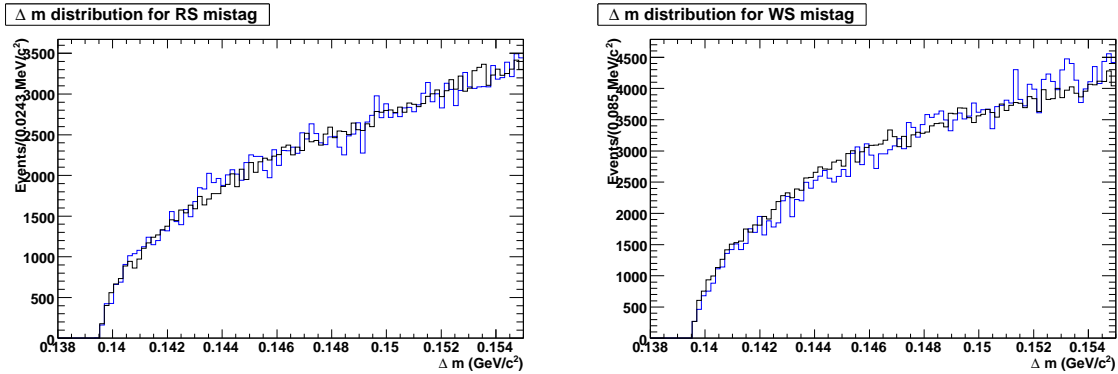 Δ m distribution for RS mistag
Events/(0.0243 MeV/c²)
3500
3000
2500
2000
1500
1000
500
0
0.138 0.14 0.142 0.144 0.146 0.148 0.15 0.152 0.154
Δ m (GeV/c²)
Δ m distribution for WS mistag
Events/(0.085 MeV/c²)
4500
4000
3500
3000
2500
2000
1500
1000
500
0
0.138 0.14 0.142 0.144 0.146 0.148 0.15 0.152 0.154
Δ m (GeV/c²)